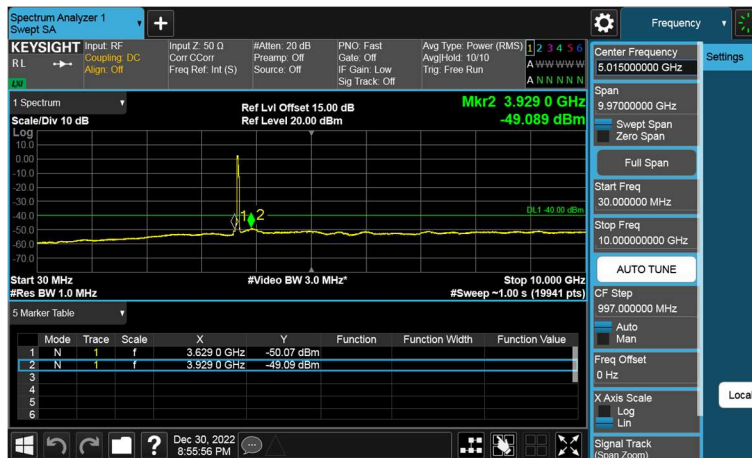 Spectrum Analyzer 1
Swept SA
Frequency
KEYSIGHT
RL
LXI
Input: RF
Coupling: DC
Align: Off
Input Z: 50 Ω
Corr CCorr
Freq Ref: Int (S)
#Atten: 20 dB
Preamp: Off
Source: Off
PNO: Fast
Gate: Off
IF Gain: Low
Sig Track: Off
Avg Type: Power (RMS)
Avg|Hold: 10/10
Trig: Free Run
1 2 3 4 5 6
A W W W W W
A N N N N N
1 Spectrum
Scale/Div 10 dB
Ref Lvl Offset 15.00 dB
Ref Level 20.00 dBm
Mkr2 3.929 0 GHz
-49.089 dBm
Log
10.0
0.00
-10.0
-20.0
-30.0
-40.0
-50.0
-60.0
-70.0
1
2
DL1 -40.00 dBm
Start 30 MHz
#Res BW 1.0 MHz
#Video BW 3.0 MHz*
Stop 10.000 GHz
#Sweep ~1.00 s (19941 pts)
5 Marker Table
Mode Trace Scale X Y Function Function Width Function Value
1 N 1 f 3.629 0 GHz -50.07 dBm
2 N 1 f 3.929 0 GHz -49.09 dBm
3
4
5
6
Dec 30, 2022
8:55:56 PM
Center Frequency
5.015000000 GHz
Settings
Span
9.97000000 GHz
Swept Span
Zero Span
Full Span
Start Freq
30.000000 MHz
Stop Freq
10.000000000 GHz
AUTO TUNE
CF Step
997.000000 MHz
Auto
Man
Freq Offset
0 Hz
X Axis Scale
Log
Lin
Local
Signal Track
(Span Zoom)